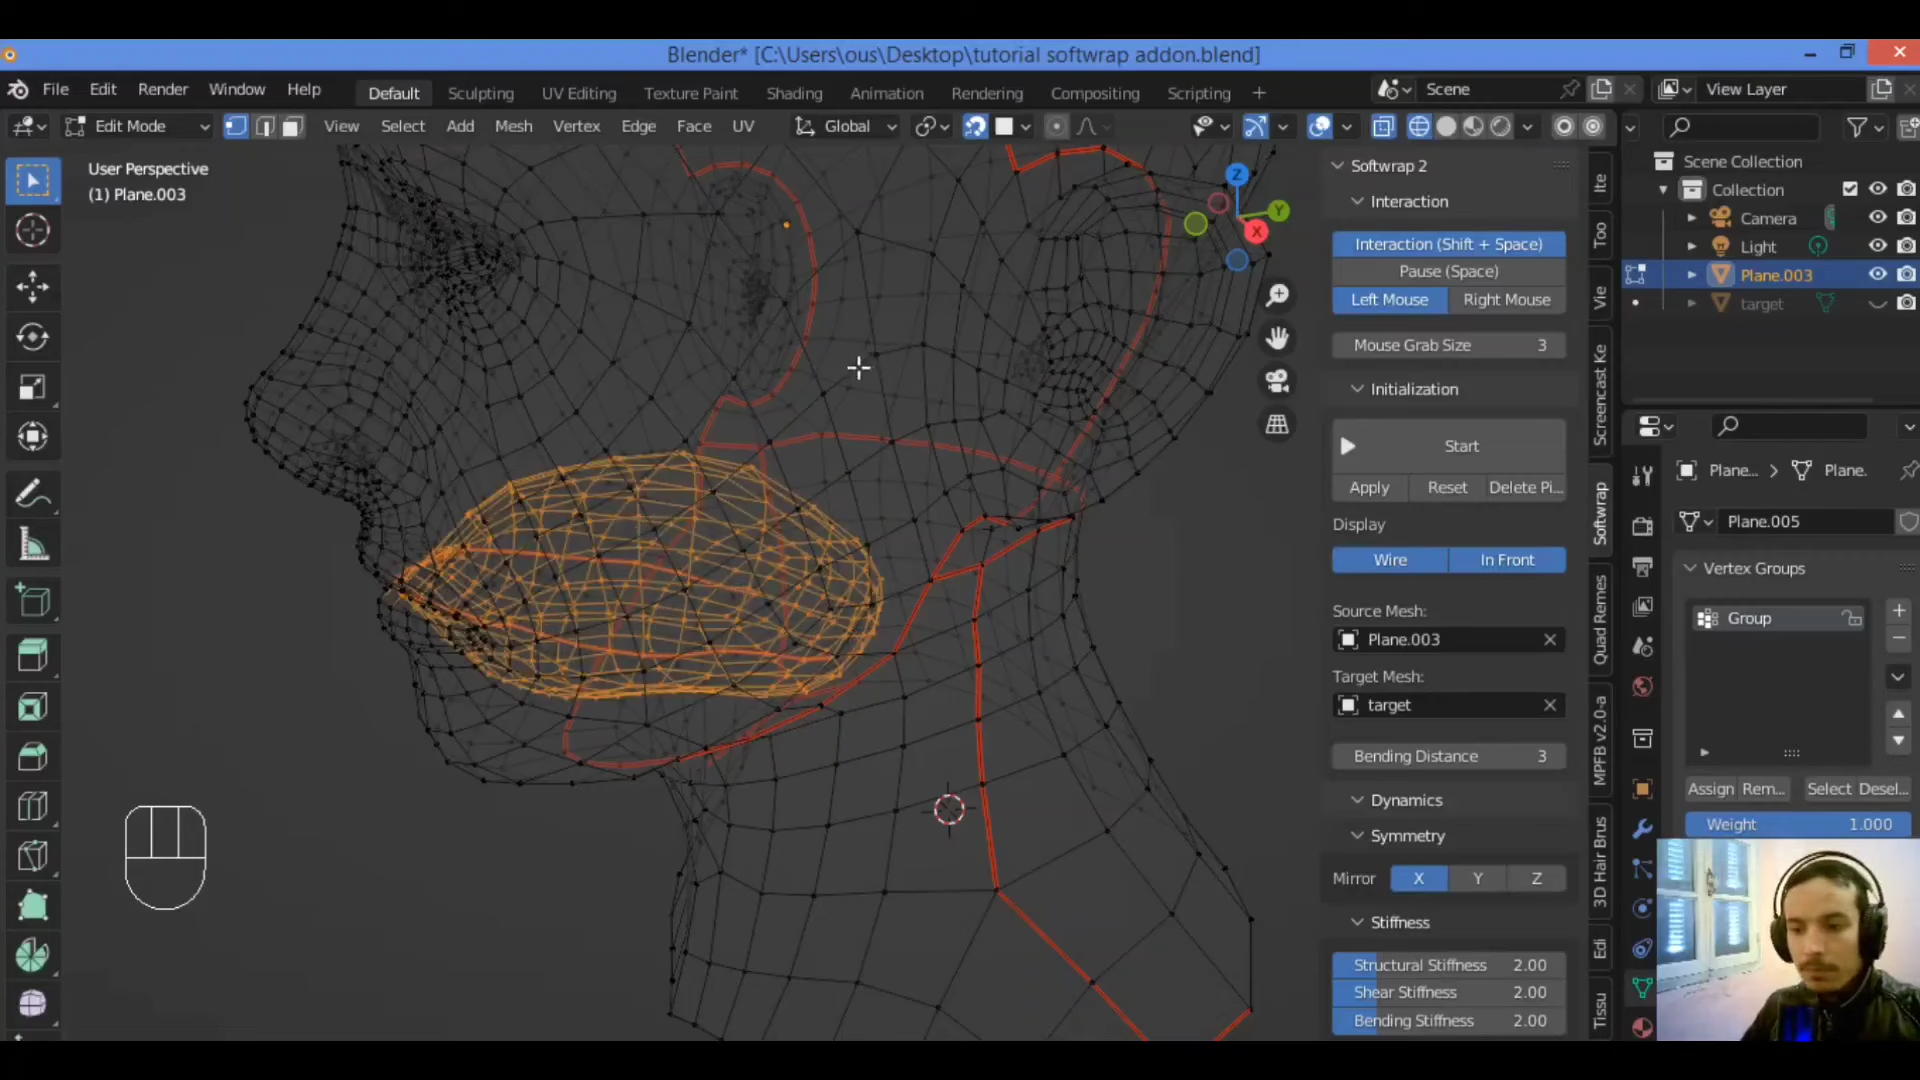 Blender* [C:\Users\ous\Desktop\tutorial softwrap addon.blend]
File Edit Render Window Help Default Sculpting UV Editing Texture Paint Shading Animation Rendering Compositing Scripting + Scene View Layer
Edit Mode View Select Add Mesh Vertex Edge Face UV Global
User Perspective
(1) Plane.003
Z
Y
X
Softwrap 2
Interaction
Interaction (Shift + Space)
Pause (Space)
Left Mouse Right Mouse
Mouse Grab Size 3
Initialization
Start
Apply Reset Delete Pi...
Display
Wire In Front
Source Mesh:
Plane.003
Target Mesh:
target
Bending Distance 3
Dynamics
Symmetry
Mirror X Y Z
Stiffness
Structural Stiffness 2.00
Shear Stiffness 2.00
Bending Stiffness 2.00
Ite
Too
Vie
Screencast Ke
Softwrap
Quad Remes
MPFB v2.0-a
3D Hair Brus
Edi
Tissu
Scene Collection
Collection
Camera
Light
Plane.003
target
Plane... > Plane.
Plane.005
Vertex Groups
Group
Assign Rem... Select Desel...
Weight 1.000